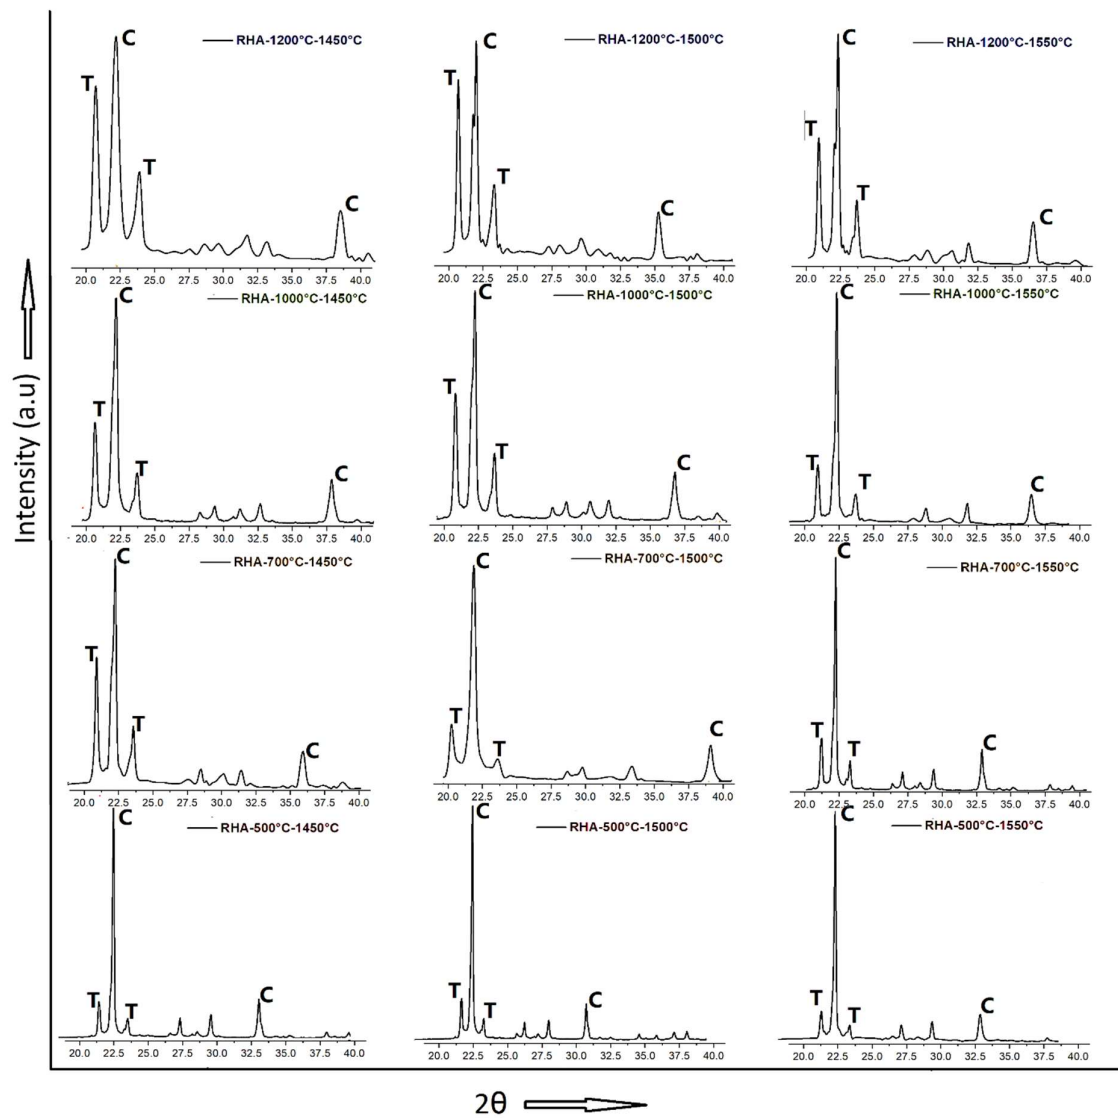 C RHA-1200°C-1450°C
T
T
C
20.0 22.5 25.0 27.5 30.0 32.5 35.0 37.5 40.0
C RHA-1200°C-1500°C
T
T
C
20.0 22.5 25.0 27.5 30.0 32.5 35.0 37.5 40.0
C RHA-1200°C-1550°C
T
T
C
20.0 22.5 25.0 27.5 30.0 32.5 35.0 37.5 40.0
C RHA-1000°C-1450°C
T
T
C
20.0 22.5 25.0 27.5 30.0 32.5 35.0 37.5 40.0
C RHA-1000°C-1500°C
T
T
C
20.0 22.5 25.0 27.5 30.0 32.5 35.0 37.5 40.0
C RHA-1000°C-1550°C
T
T
C
20.0 22.5 25.0 27.5 30.0 32.5 35.0 37.5 40.0
C RHA-700°C-1450°C
T
T
C
20.0 22.5 25.0 27.5 30.0 32.5 35.0 37.5 40.0
C RHA-700°C-1500°C
T
T
C
20.0 22.5 25.0 27.5 30.0 32.5 35.0 37.5 40.0
C RHA-700°C-1550°C
T
T
C
20.0 22.5 25.0 27.5 30.0 32.5 35.0 37.5 40.0
C RHA-500°C-1450°C
T
T
C
20.0 22.5 25.0 27.5 30.0 32.5 35.0 37.5 40.0
C RHA-500°C-1500°C
T
T
C
20.0 22.5 25.0 27.5 30.0 32.5 35.0 37.5 40.0
C RHA-500°C-1550°C
T
T
C
20.0 22.5 25.0 27.5 30.0 32.5 35.0 37.5 40.0
Intensity (a.u)
2θ